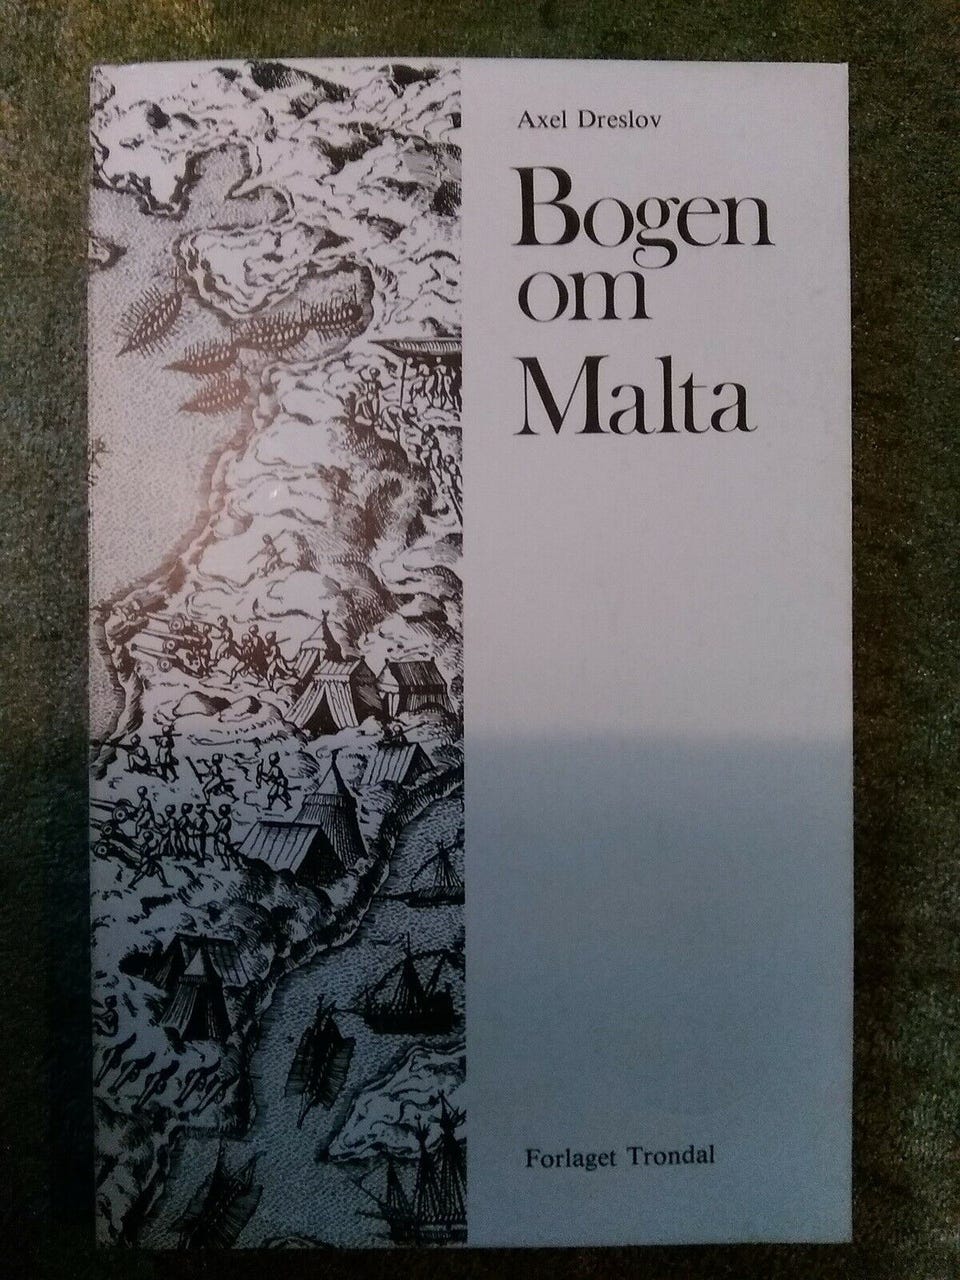 Axel Dreslov
Bogen
om
Malta
Forlaget Trondal